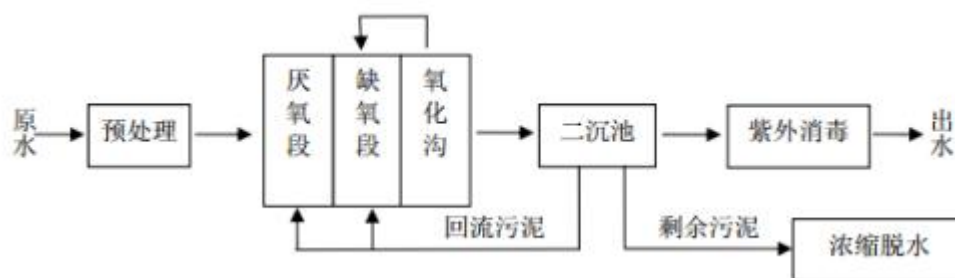 原水
预处理
厌氧段
缺氧段
氧化沟
二沉池
紫外消毒
出水
回流污泥
剩余污泥
浓缩脱水